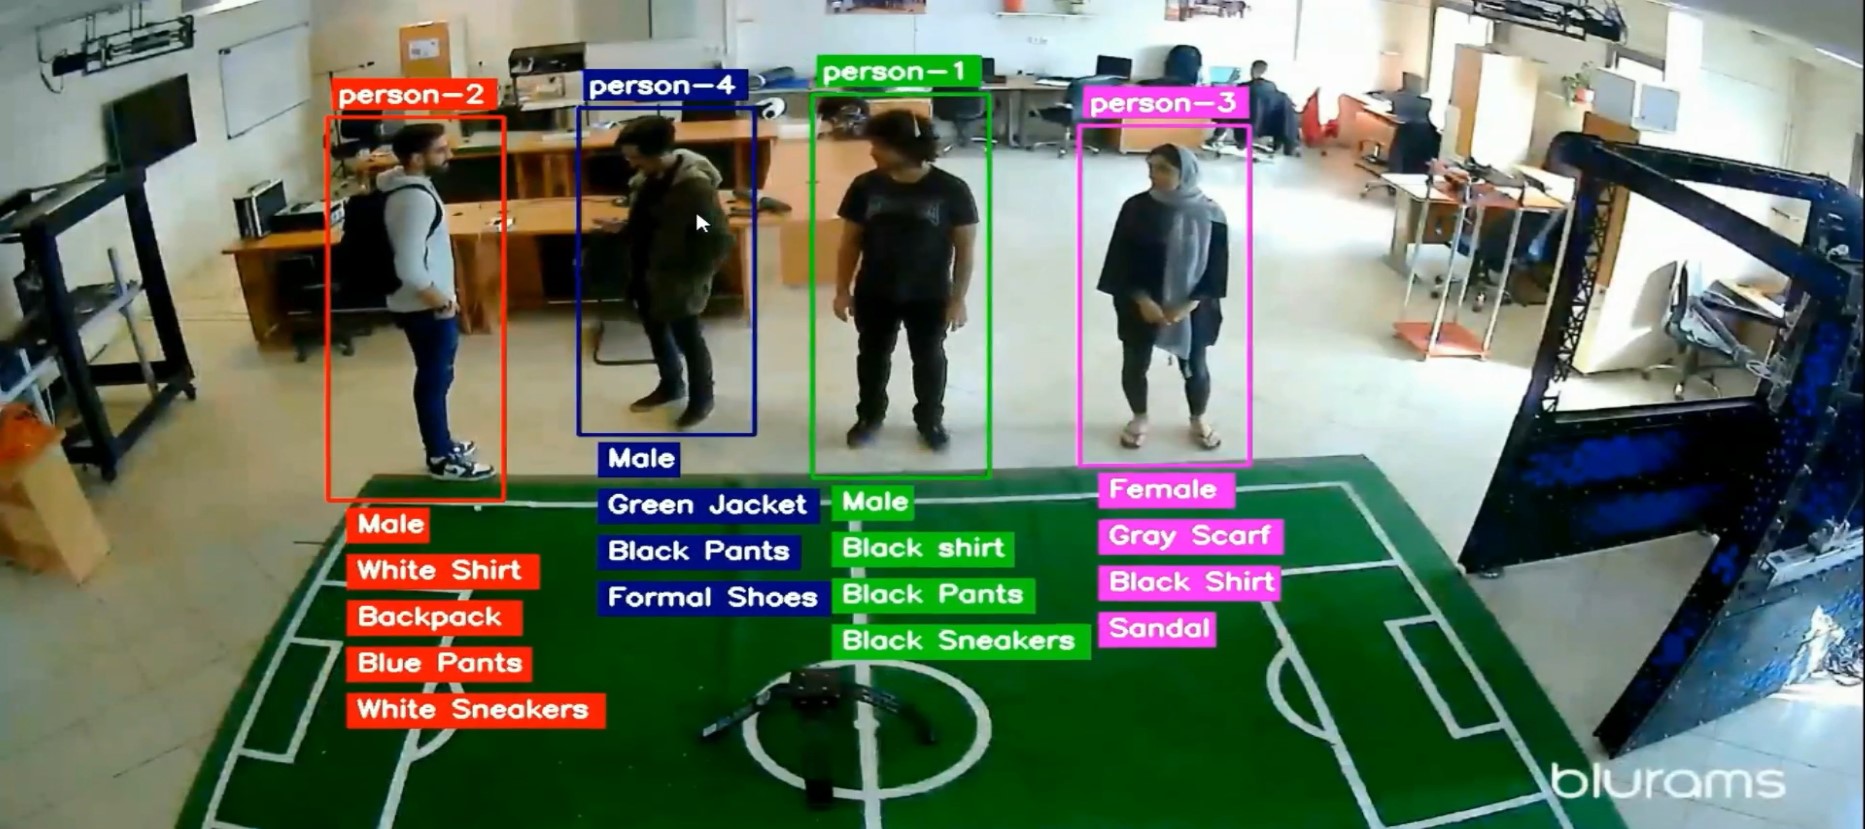 person-2
person-4
person-1
person-3
Male
White Shirt
Backpack
Blue Pants
White Sneakers
Male
Green Jacket
Black Pants
Formal Shoes
Male
Black shirt
Black Pants
Black Sneakers
Female
Gray Scarf
Black Shirt
Sandal
blurams